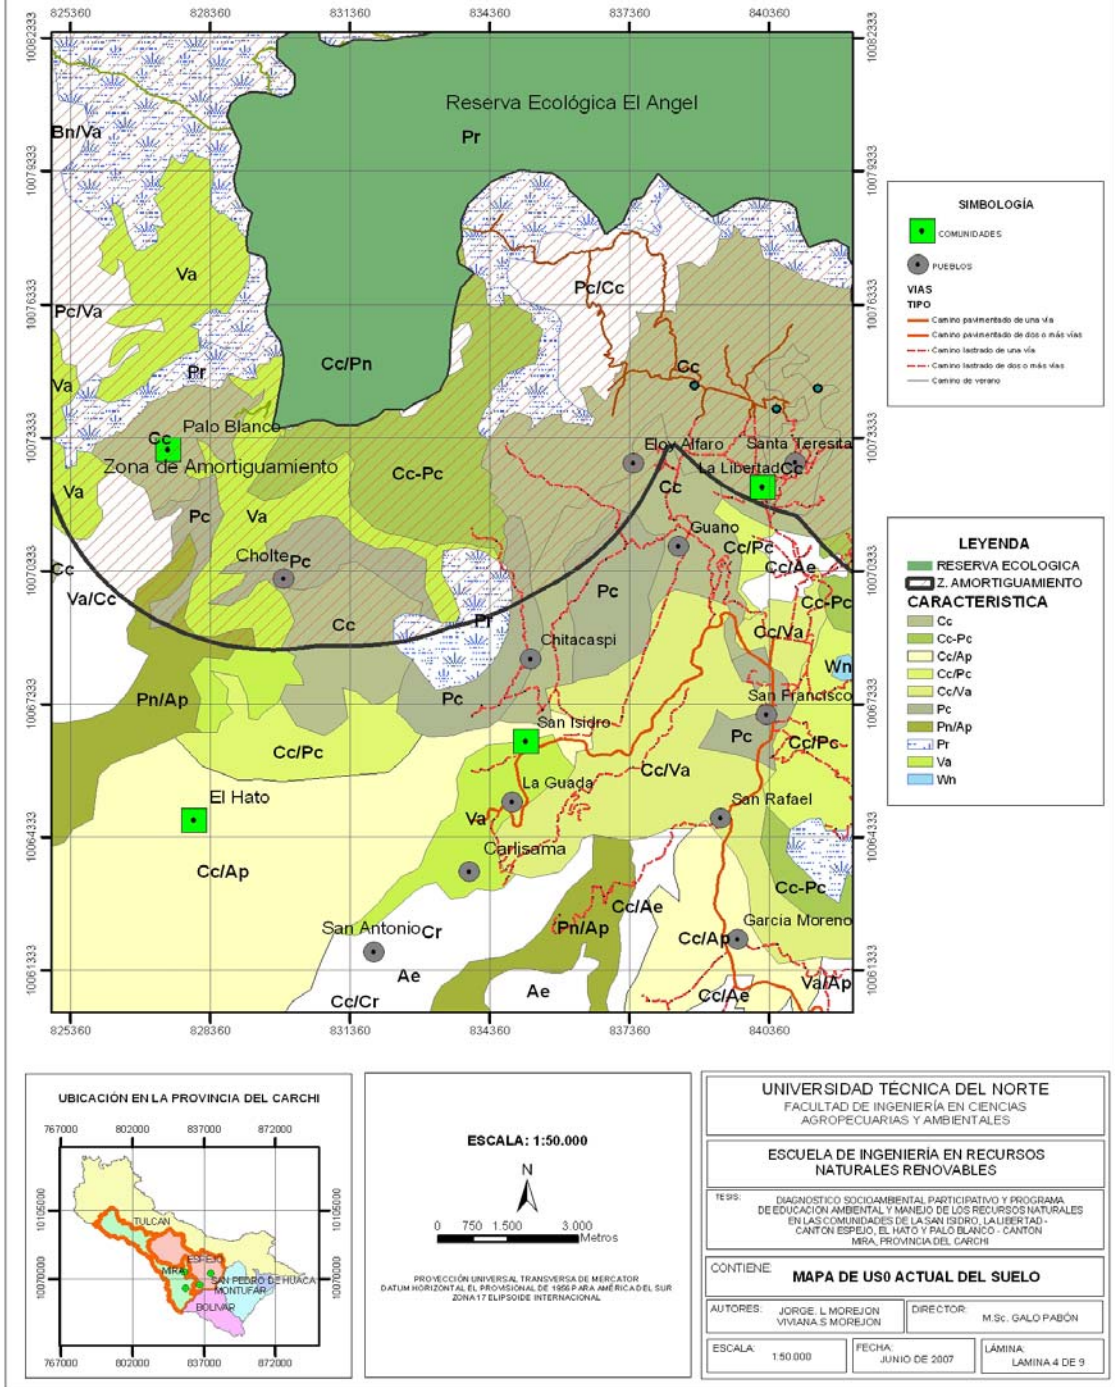 825360 828360 831360 834360 837360 840360
10082333 10082333
Reserva Ecológica El Angel
Pr
Bn/Va
10079333 10079333
Va
Pc/Cc
10076333 10076333
Pc/Va
Cc/Pn
Cc
Pr
Va
Palo Blanco
10073333 10073333
Cc
Eloy Alfaro Santa Teresita
Zona de Amortiguamiento
Cc-Pc
La Libertad Cc
Va
Cc
Pc Va
Guano
Cc/Pc
Cholte Pc
Cc/Ae
10070333 10070333
Cc
Va/Cc
Pc
Cc-Pc
Cc Pr
Cc/Va
Chitacaspi
Wn
Pn/Ap
Pc
San Francisco
10067333 10067333
San Isidro
Pc Cc/Pc
Cc/Pc
Cc/Va
La Guada
El Hato
San Rafael
Va
10064333 10064333
Carlisama
Cc/Ap
Cc-Pc
Cc/Ae
Garcia Moreno
San Antonio Cr
Pn/Ap
Cc/Ap
10061333 10061333
Ae
Va/Ap
Ae
Cc/Cr
Cc/Ae
825360 828360 831360 834360 837360 840360
SIMBOLOGÍA
COMUNIDADES
PUEBLOS
VIAS
TIPO
Camino pavimentado de una vía
Camino pavimentado de dos o más vías
Camino lastrado de una vía
Camino lastrado de dos o más vías
Camino de verano
LEYENDA
RESERVA ECOLOGICA
Z. AMORTIGUAMIENTO
CARACTERISTICA
Cc
Cc-Pc
Cc/Ap
Cc/Pc
Cc/Va
Pc
Pn/Ap
Pr
Va
Wn
UBICACIÓN EN LA PROVINCIA DEL CARCHI
767000 802000 837000 872000
10105000 10105000
TULCAN
ESPEJO
MIRA
10070000 10070000
SAN PEDRO DE HUACA
MONTUFAR
BOLIVAR
767000 802000 837000 872000
ESCALA: 1:50.000
N
0 750 1.500 3.000
Metros
PROYECCIÓN UNIVERSAL TRANSVERSA DE MERCATOR
DATUM HORIZONTAL EL PROVISIONAL DE 1956 PARA AMÉRICA DEL SUR
ZONA 17 ELIPSOIDE INTERNACIONAL
UNIVERSIDAD TÉCNICA DEL NORTE
FACULTAD DE INGENIERÍA EN CIENCIAS
AGROPECUARIAS Y AMBIENTALES
ESCUELA DE INGENIERÍA EN RECURSOS
NATURALES RENOVABLES
TESIS: DIAGNOSTICO SOCIOAMBIENTAL PARTICIPATIVO Y PROGRAMA
DE EDUCACION AMBIENTAL Y MANEJO DE LOS RECURSOS NATURALES
EN LAS COMUNIDADES DE LA SAN ISIDRO, LA LIBERTAD -
CANTON ESPEJO, EL HATO Y PALO BLANCO - CANTON
MIRA, PROVINCIA DEL CARCHI
CONTIENE: MAPA DE US0 ACTUAL DEL SUELO
AUTORES: JORGE. L MOREJON
VIVIANA.S MOREJON
DIRECTOR: M.Sc. GALO PABÓN
ESCALA: 1:50.000
FECHA: JUNIO DE 2007
LÁMINA: LAMINA 4 DE 9